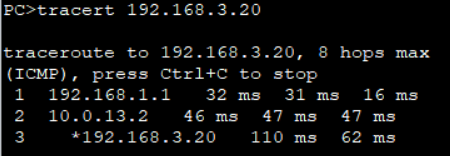 PC>tracert 192.168.3.20
traceroute to 192.168.3.20, 8 hops max
(ICMP), press Ctrl+C to stop
1 192.168.1.1 32 ms 31 ms 16 ms
2 10.0.13.2 46 ms 47 ms 47 ms
3 *192.168.3.20 110 ms 62 ms